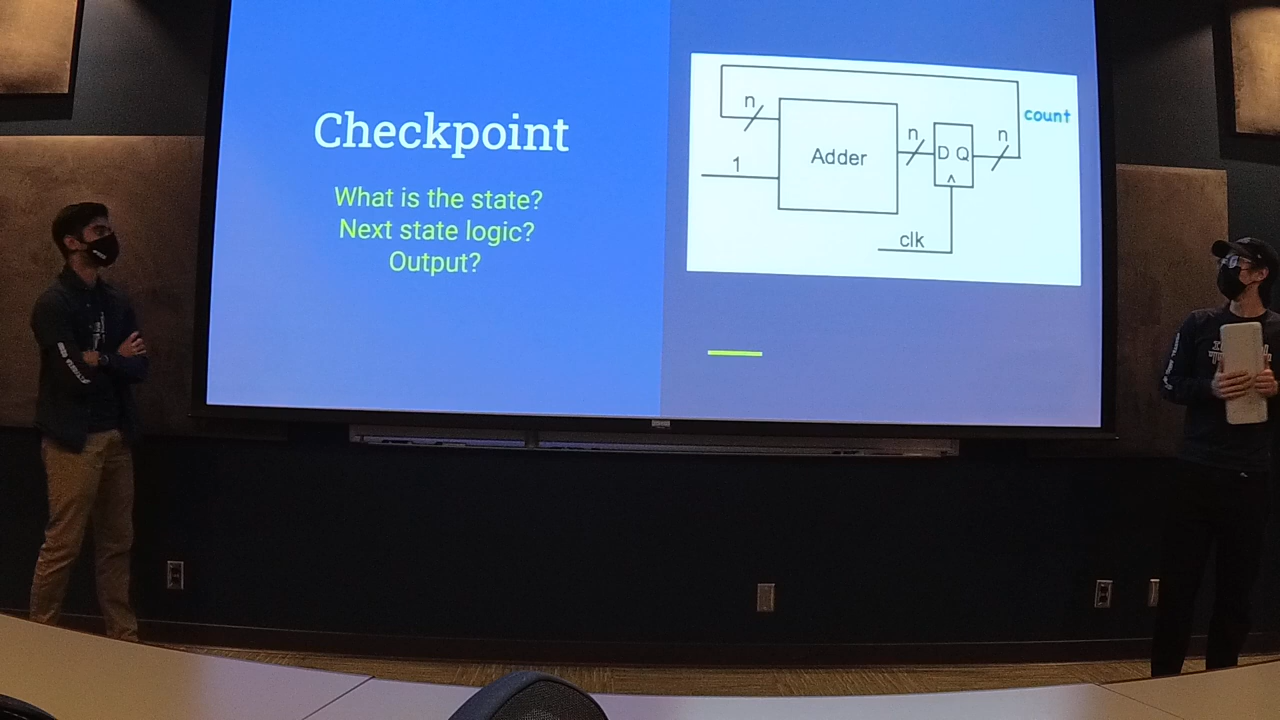 Checkpoint
What is the state?
Next state logic?
Output?
n
1
Adder
n
D Q
n
count
clk